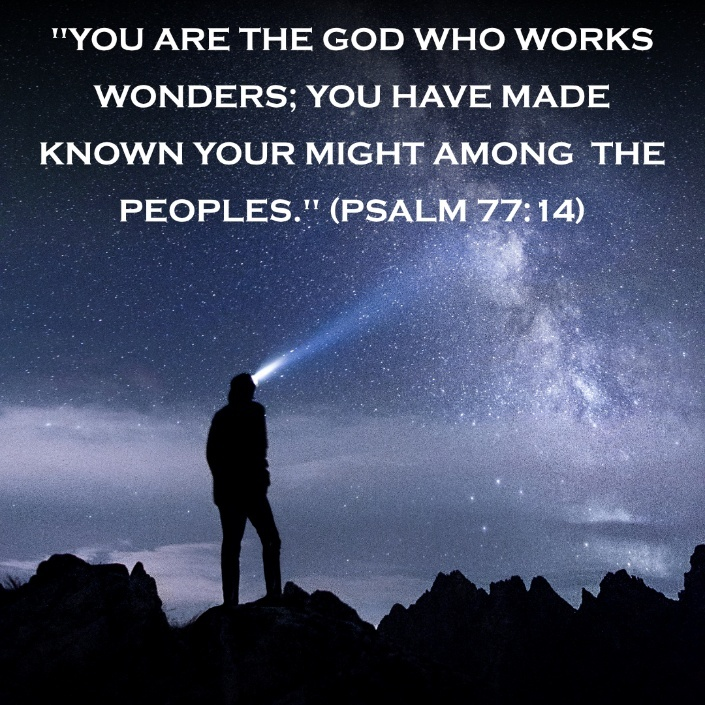 "YOU ARE THE GOD WHO WORKS
WONDERS; YOU HAVE MADE
KNOWN YOUR MIGHT AMONG THE
PEOPLES." (PSALM 77:14)